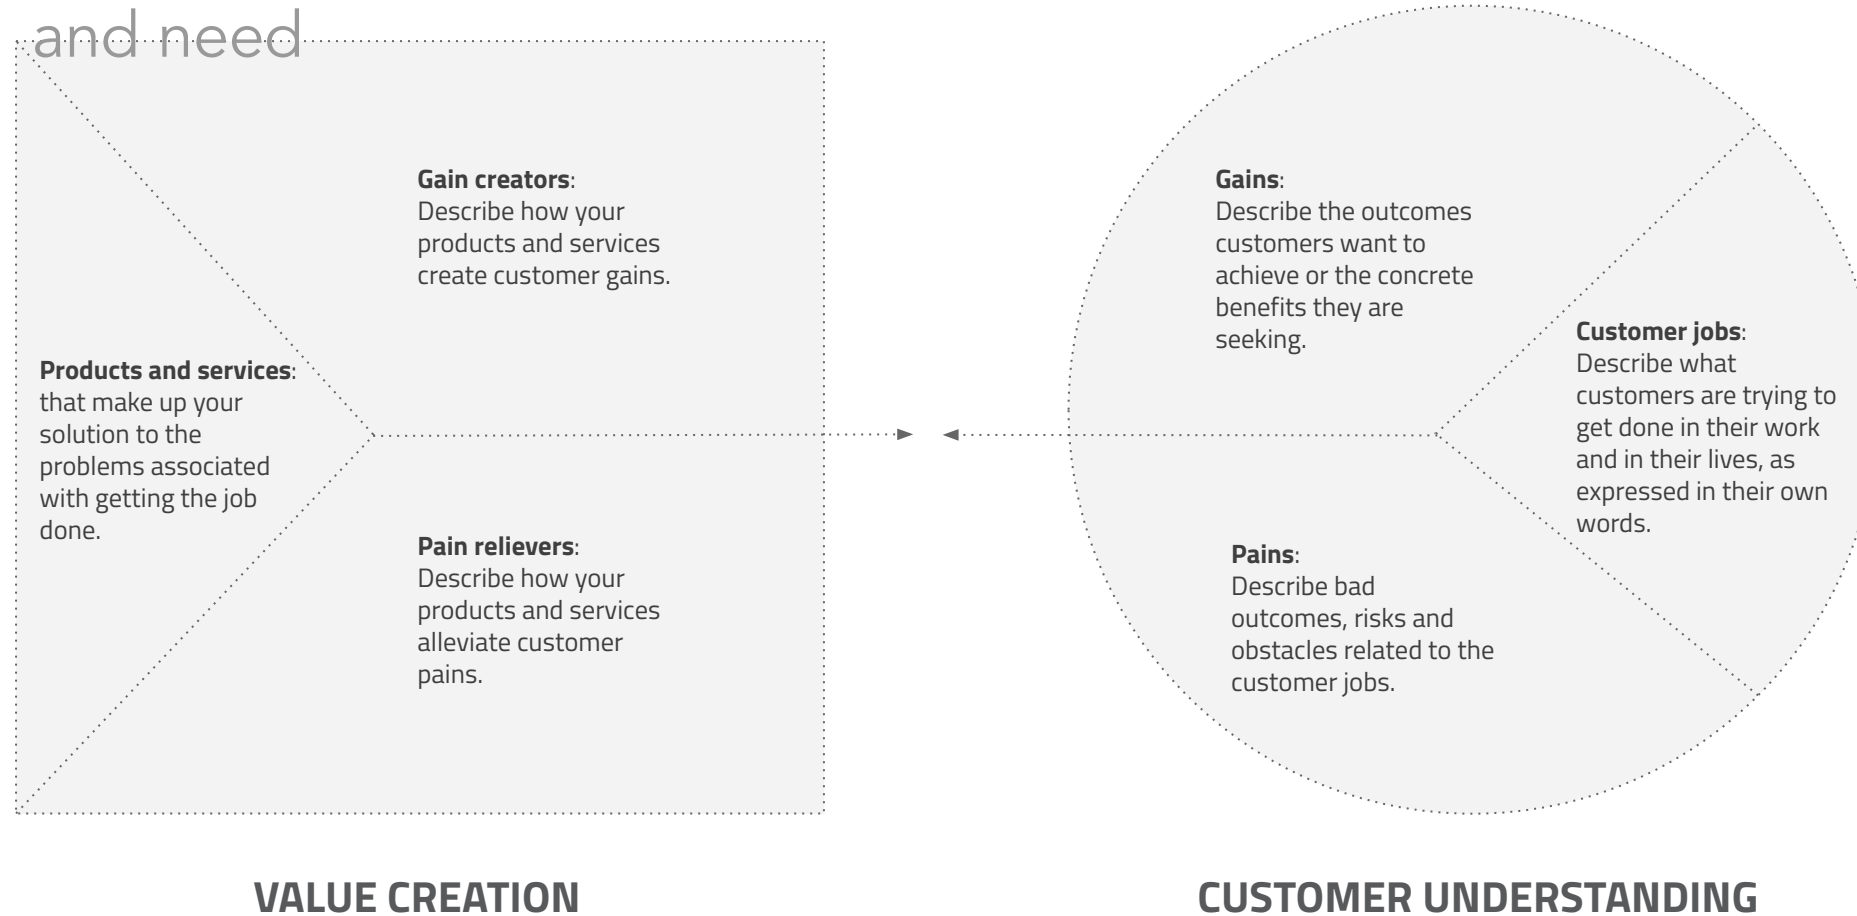 and need
Gain creators:
Describe how your
products and services
create customer gains.
Products and services:
that make up your
solution to the
problems associated
with getting the job
done.
Pain relievers:
Describe how your
products and services
alleviate customer
pains.
Gains:
Describe the outcomes
customers want to
achieve or the concrete
benefits they are
seeking.
Customer jobs:
Describe what
customers are trying to
get done in their work
and in their lives, as
expressed in their own
words.
Pains:
Describe bad
outcomes, risks and
obstacles related to the
customer jobs.
VALUE CREATION
CUSTOMER UNDERSTANDING